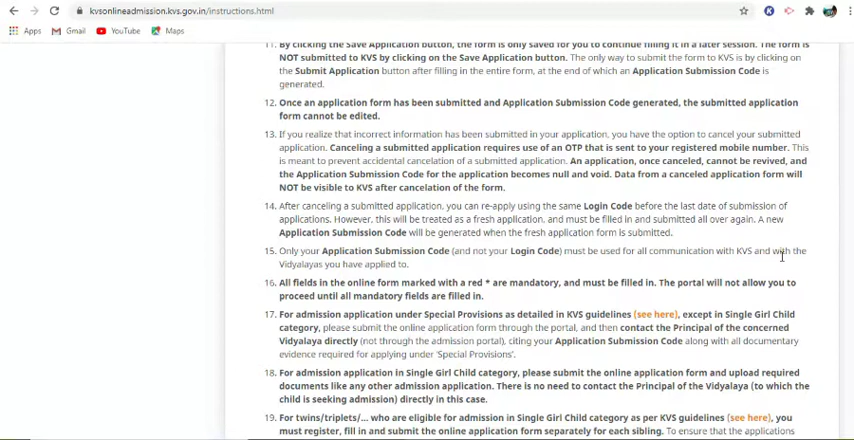 kvsonlineadmission.kvs.gov.in/instructions.html
Apps Gmail YouTube Maps
11. By clicking the Save Application button, the form is only saved for you to continue filling it in a later session. The form is
NOT submitted to KVS by clicking on the Save Application button. The only way to submit the form to KVS is by clicking on
the Submit Application button after filling in the entire form, at the end of which an Application Submission Code is
generated.
12. Once an application form has been submitted and Application Submission Code generated, the submitted application
form cannot be edited.
13. If you realize that incorrect information has been submitted in your application, you have the option to cancel your submitted
application. Canceling a submitted application requires use of an OTP that is sent to your registered mobile number. This
is meant to prevent accidental cancelation of a submitted application. An application, once canceled, cannot be revived, and
the Application Submission Code for the application becomes null and void. Data from a canceled application form will
NOT be visible to KVS after cancelation of the form.
14. After canceling a submitted application, you can re-apply using the same Login Code before the last date of submission of
applications. However, this will be treated as a fresh application, and must be filled in and submitted all over again. A new
Application Submission Code will be generated when the fresh application form is submitted.
15. Only your Application Submission Code (and not your Login Code) must be used for all communication with KVS and with the
Vidyalayas you have applied to.
16. All fields in the online form marked with a red * are mandatory, and must be filled in. The portal will not allow you to
proceed until all mandatory fields are filled in.
17. For admission application under Special Provisions as detailed in KVS guidelines (see here), except in Single Girl Child
category, please submit the online application form through the portal, and then contact the Principal of the concerned
Vidyalaya directly (not through the admission portal), citing your Application Submission Code along with all documentary
evidence required for applying under 'Special Provisions'.
18. For admission application in Single Girl Child category, please submit the online application form and upload required
documents like any other admission application. There is no need to contact the Principal of the Vidyalaya (to which the
child is seeking admission) directly in this case.
19. For twins/triplets/... who are eligible for admission in Single Girl Child category as per KVS guidelines (see here), you
must register, fill in and submit the online application form separately for each sibling. To ensure that the applications